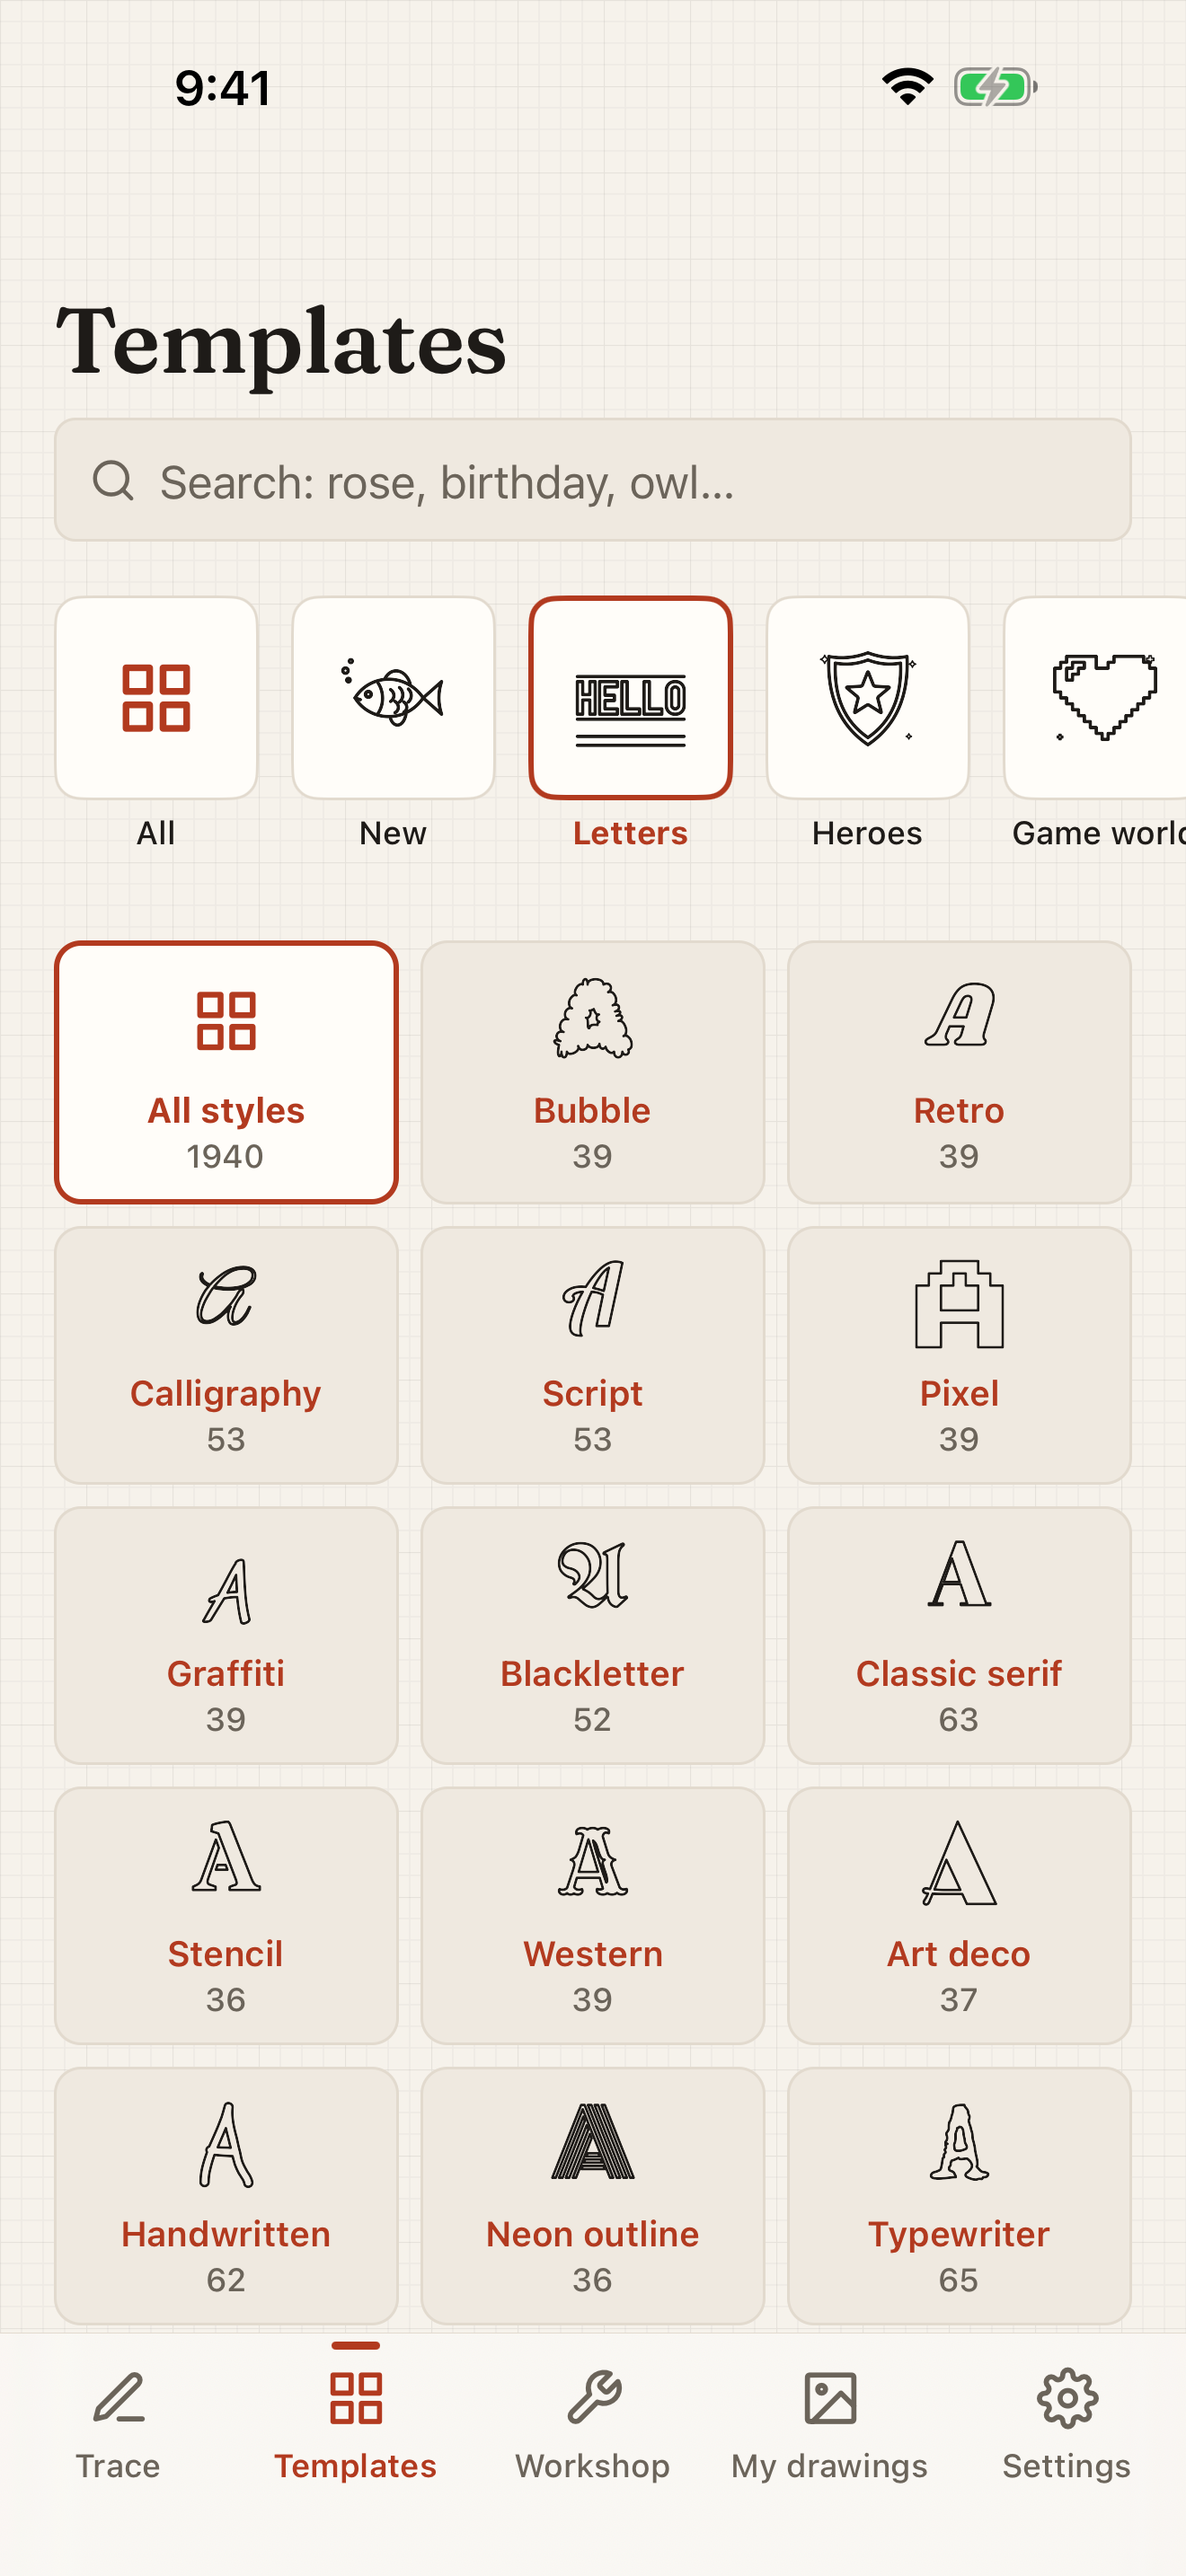 9:41
Templates
Search: rose, birthday, owl...
HELLO
All
New
Letters
Heroes
Game world
All styles
1940
Bubble
39
Retro
39
Calligraphy
53
Script
53
Pixel
39
Graffiti
39
Blackletter
52
Classic serif
63
Stencil
36
Western
39
Art deco
37
Handwritten
62
Neon outline
36
Typewriter
65
Trace
Templates
Workshop
My drawings
Settings